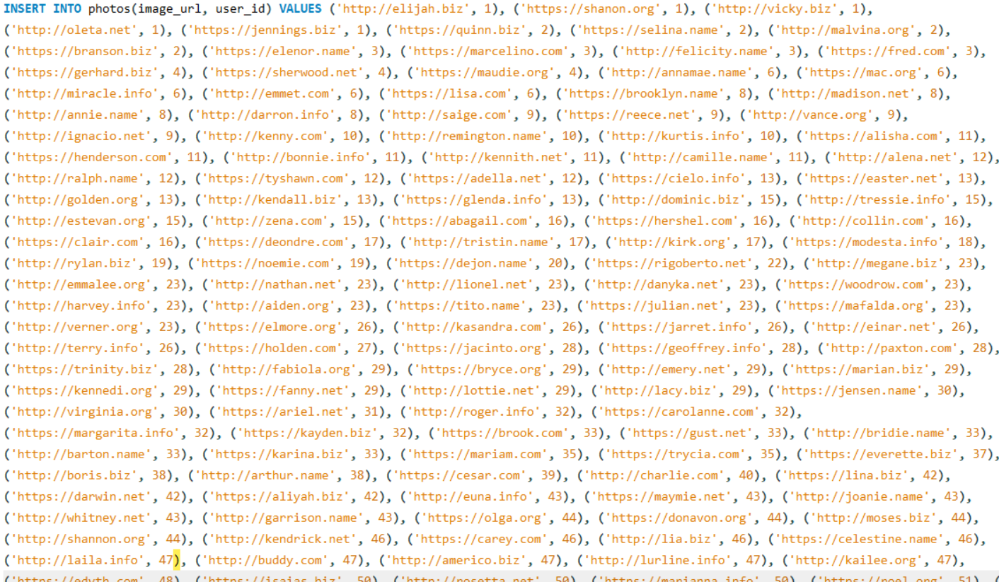 INSERT INTO photos(image_url, user_id) VALUES ('http://elijah.biz', 1), ('https://shanon.org', 1), ('http://vicky.biz', 1),
('http://oleta.net', 1), ('https://jennings.biz', 1), ('https://quinn.biz', 2), ('https://selina.name', 2), ('http://malvina.org', 2),
('https://branson.biz', 2), ('https://elenor.name', 3), ('https://marcelino.com', 3), ('http://felicity.name', 3), ('https://fred.com', 3),
('https://gerhard.biz', 4), ('https://sherwood.net', 4), ('https://maudie.org', 4), ('http://annamae.name', 6), ('https://mac.org', 6),
('http://miracle.info', 6), ('http://emmet.com', 6), ('https://lisa.com', 6), ('https://brooklyn.name', 8), ('http://madison.net', 8),
('http://annie.name', 8), ('http://darron.info', 8), ('http://saige.com', 9), ('https://reece.net', 9), ('http://vance.org', 9),
('http://ignacio.net', 9), ('http://kenny.com', 10), ('http://remington.name', 10), ('http://kurtis.info', 10), ('https://alisha.com', 11),
('https://henderson.com', 11), ('http://bonnie.info', 11), ('http://kennith.net', 11), ('http://camille.name', 11), ('http://alena.net', 12),
('http://ralph.name', 12), ('https://tyshawn.com', 12), ('https://adella.net', 12), ('https://cielo.info', 13), ('https://easter.net', 13),
('http://golden.org', 13), ('http://kendall.biz', 13), ('https://glenda.info', 13), ('http://dominic.biz', 15), ('http://tressie.info', 15),
('http://estevan.org', 15), ('http://zena.com', 15), ('https://abagail.com', 16), ('https://hershel.com', 16), ('http://collin.com', 16),
('https://clair.com', 16), ('https://deondre.com', 17), ('http://tristin.name', 17), ('http://kirk.org', 17), ('https://modesta.info', 18),
('http://rylan.biz', 19), ('https://noemie.com', 19), ('https://dejon.name', 20), ('https://rigoberto.net', 22), ('http://megane.biz', 23),
('http://emmalee.org', 23), ('http://nathan.net', 23), ('http://lionel.net', 23), ('http://danyka.net', 23), ('https://woodrow.com', 23),
('http://harvey.info', 23), ('http://aiden.org', 23), ('https://tito.name', 23), ('https://julian.net', 23), ('https://mafalda.org', 23),
('http://verner.org', 23), ('https://elmore.org', 26), ('http://kasandra.com', 26), ('https://jarret.info', 26), ('http://einar.net', 26),
('http://terry.info', 26), ('https://holden.com', 27), ('https://jacinto.org', 28), ('https://geoffrey.info', 28), ('http://paxton.com', 28),
('https://trinity.biz', 28), ('http://fabiola.org', 29), ('https://bryce.org', 29), ('http://emery.net', 29), ('https://marian.biz', 29),
('https://kennedi.org', 29), ('https://fanny.net', 29), ('http://lottie.net', 29), ('http://lacy.biz', 29), ('https://jensen.name', 30),
('http://virginia.org', 30), ('https://ariel.net', 31), ('http://roger.info', 32), ('https://carolanne.com', 32),
('https://margarita.info', 32), ('https://kayden.biz', 32), ('https://brook.com', 33), ('https://gust.net', 33), ('http://bridie.name', 33),
('http://barton.name', 33), ('https://karina.biz', 33), ('https://mariam.com', 35), ('https://trycia.com', 35), ('https://everette.biz', 37),
('http://boris.biz', 38), ('http://arthur.name', 38), ('https://cesar.com', 39), ('http://charlie.com', 40), ('https://lina.biz', 42),
('https://darwin.net', 42), ('https://aliyah.biz', 42), ('http://euna.info', 43), ('https://maymie.net', 43), ('http://joanie.name', 43),
('http://whitney.net', 43), ('http://garrison.name', 43), ('https://olga.org', 44), ('https://donavon.org', 44), ('http://moses.biz', 44),
('http://shannon.org', 44), ('http://kendrick.net', 46), ('https://carey.com', 46), ('http://lia.biz', 46), ('https://celestine.name', 46),
('http://laila.info', 47), ('http://buddy.com', 47), ('http://americo.biz', 47), ('http://lurline.info', 47), ('http://kailee.org', 47),
('https://edyth.com', 48), ('https://isaias.biz', 50), ('http://rosetta.net', 50), ('https://marianna.info', 50), ('https://noel.org', 51), (